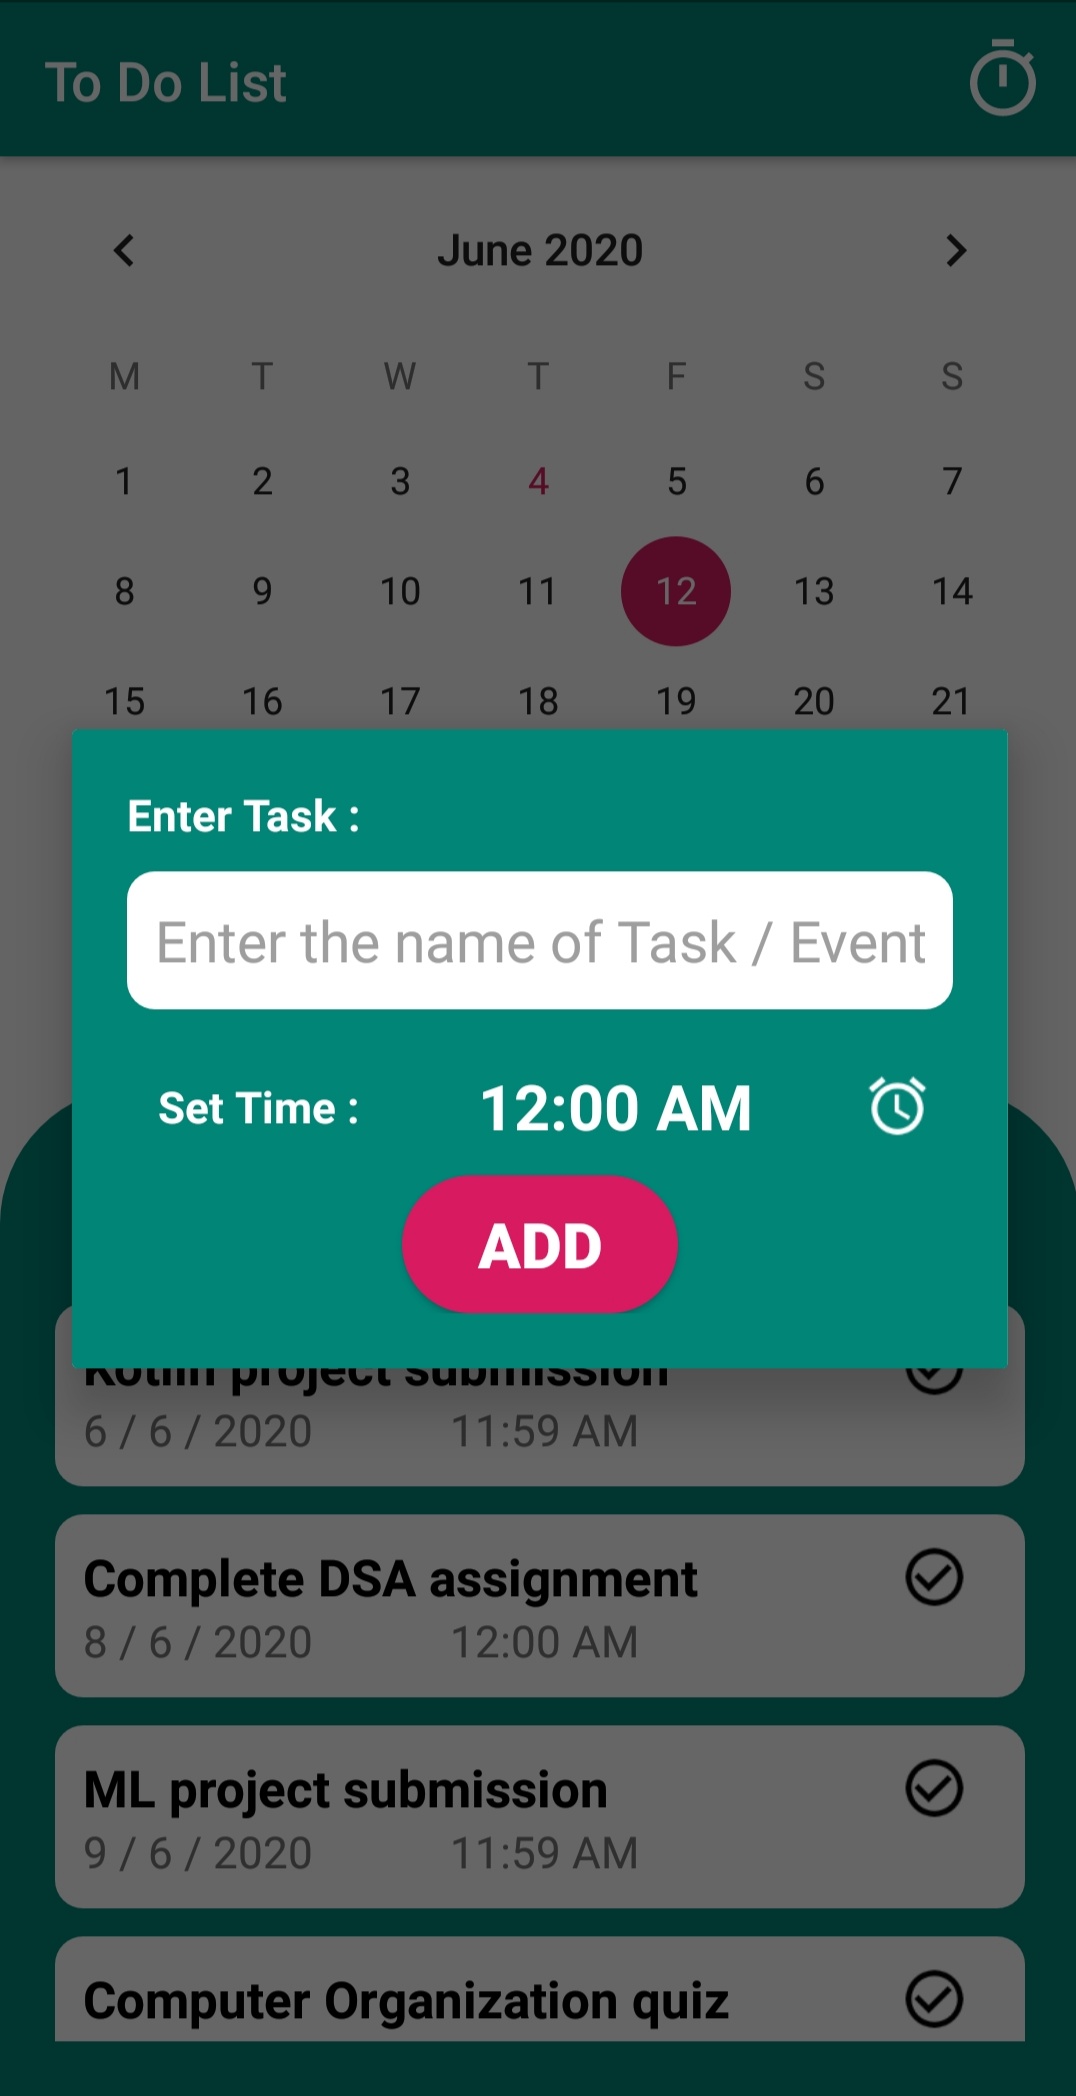 To Do List
June 2020
M T W T F S S
1 2 3 4 5 6 7
8 9 10 11 12 13 14
15 16 17 18 19 20 21
Enter Task :
Enter the name of Task / Event
Set Time : 12:00 AM
ADD
Kotlin project submission
6 / 6 / 2020 11:59 AM
Complete DSA assignment
8 / 6 / 2020 12:00 AM
ML project submission
9 / 6 / 2020 11:59 AM
Computer Organization quiz